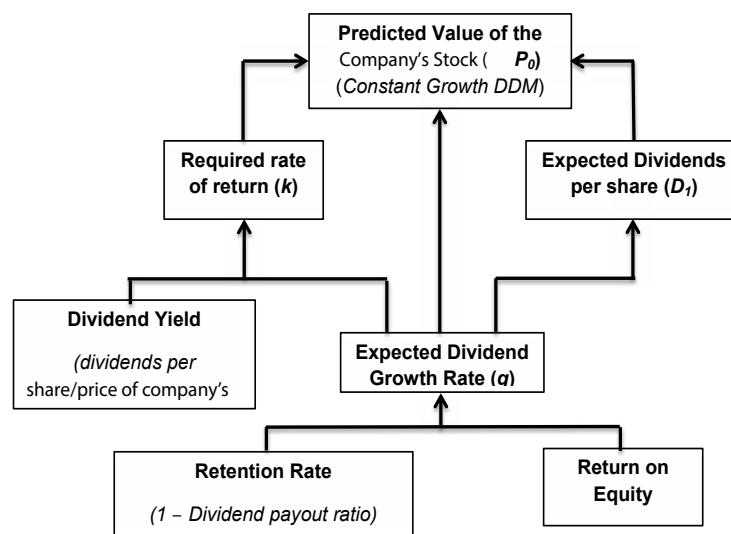 Predicted Value of the
Company's Stock ( P0)
(Constant Growth DDM)
Required rate
of return (k)
Expected Dividends
per share (D1)
Dividend Yield
(dividends per
share/price of company's
Expected Dividend
Growth Rate (g)
Retention Rate
(1 – Dividend payout ratio)
Return on
Equity